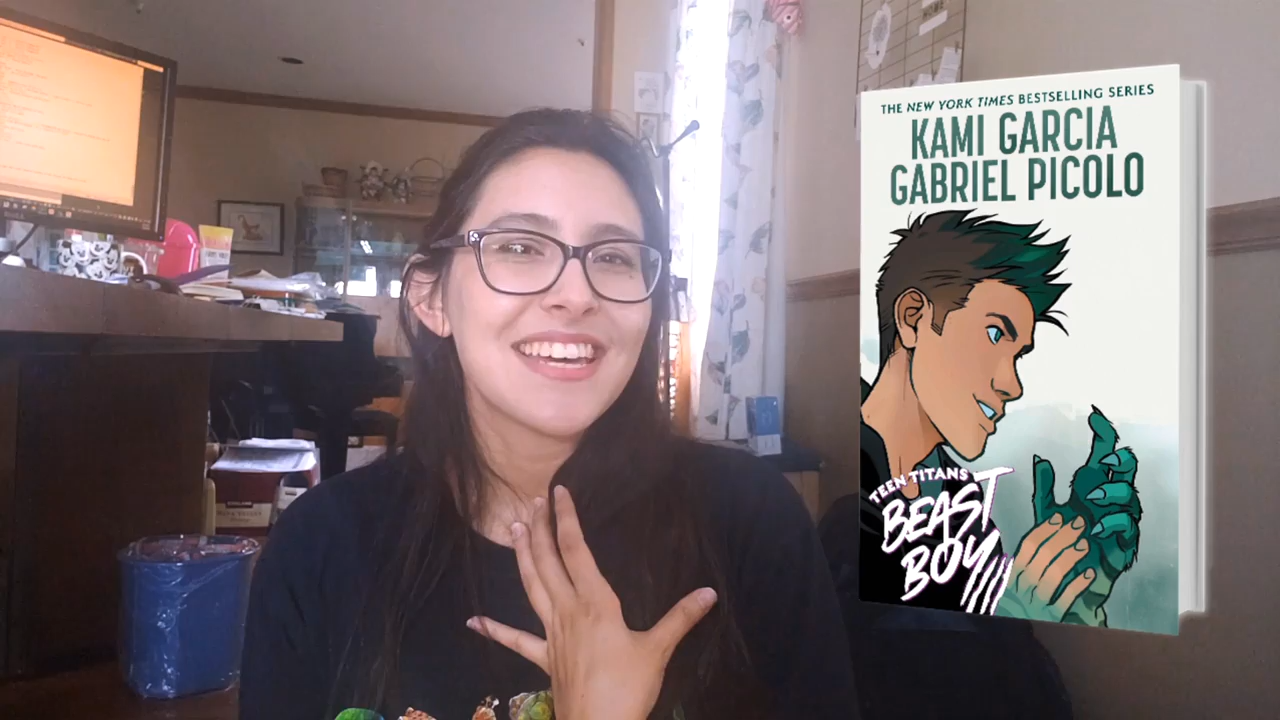 THE NEW YORK TIMES BESTSELLING SERIES
KAMI GARCIA
GABRIEL PICOLO
TEEN TITANS
BEAST
BOY